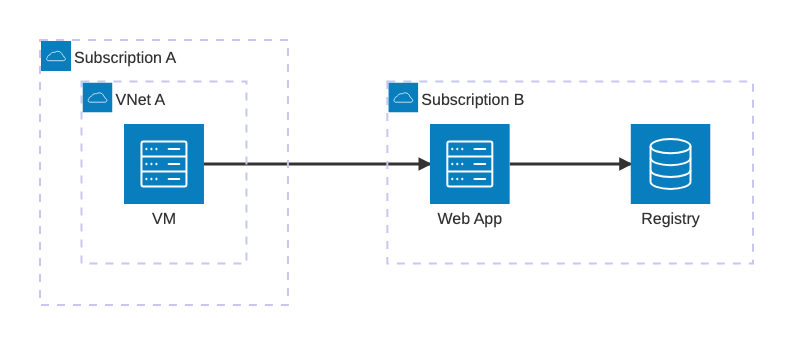 Subscription A
VNet A
VM
Subscription B
Web App
Registry